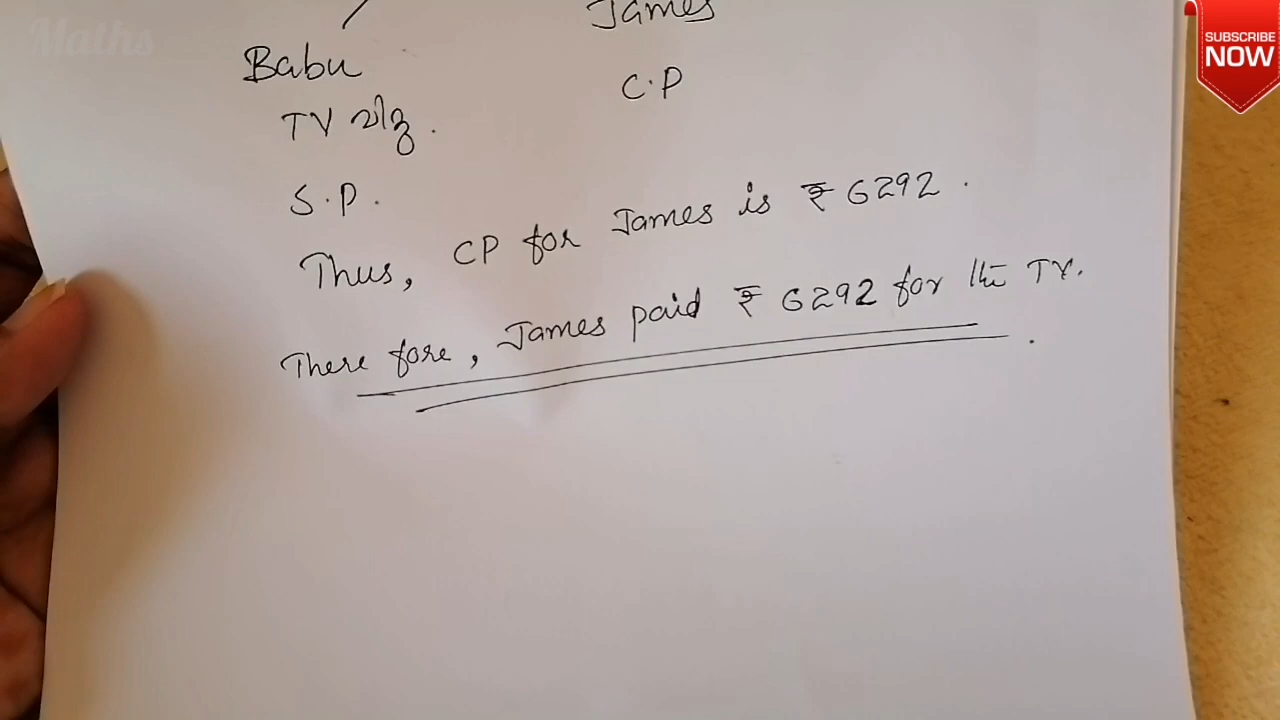 Maths
James
SUBSCRIBE
NOW
Babu
C.P
TV
S.P.
Thus, CP for James is ₹ 6292.
There fore, James paid ₹ 6292 for the TV.